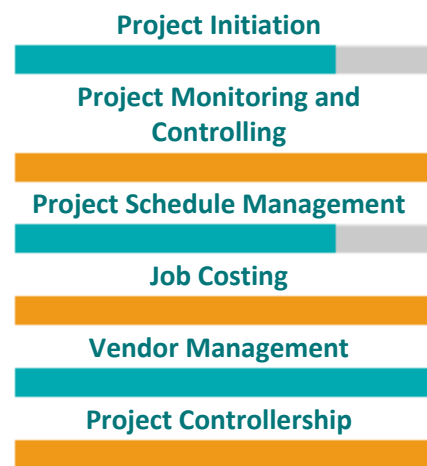 Project Initiation
Project Monitoring and
Controlling
Project Schedule Management
Job Costing
Vendor Management
Project Controllership